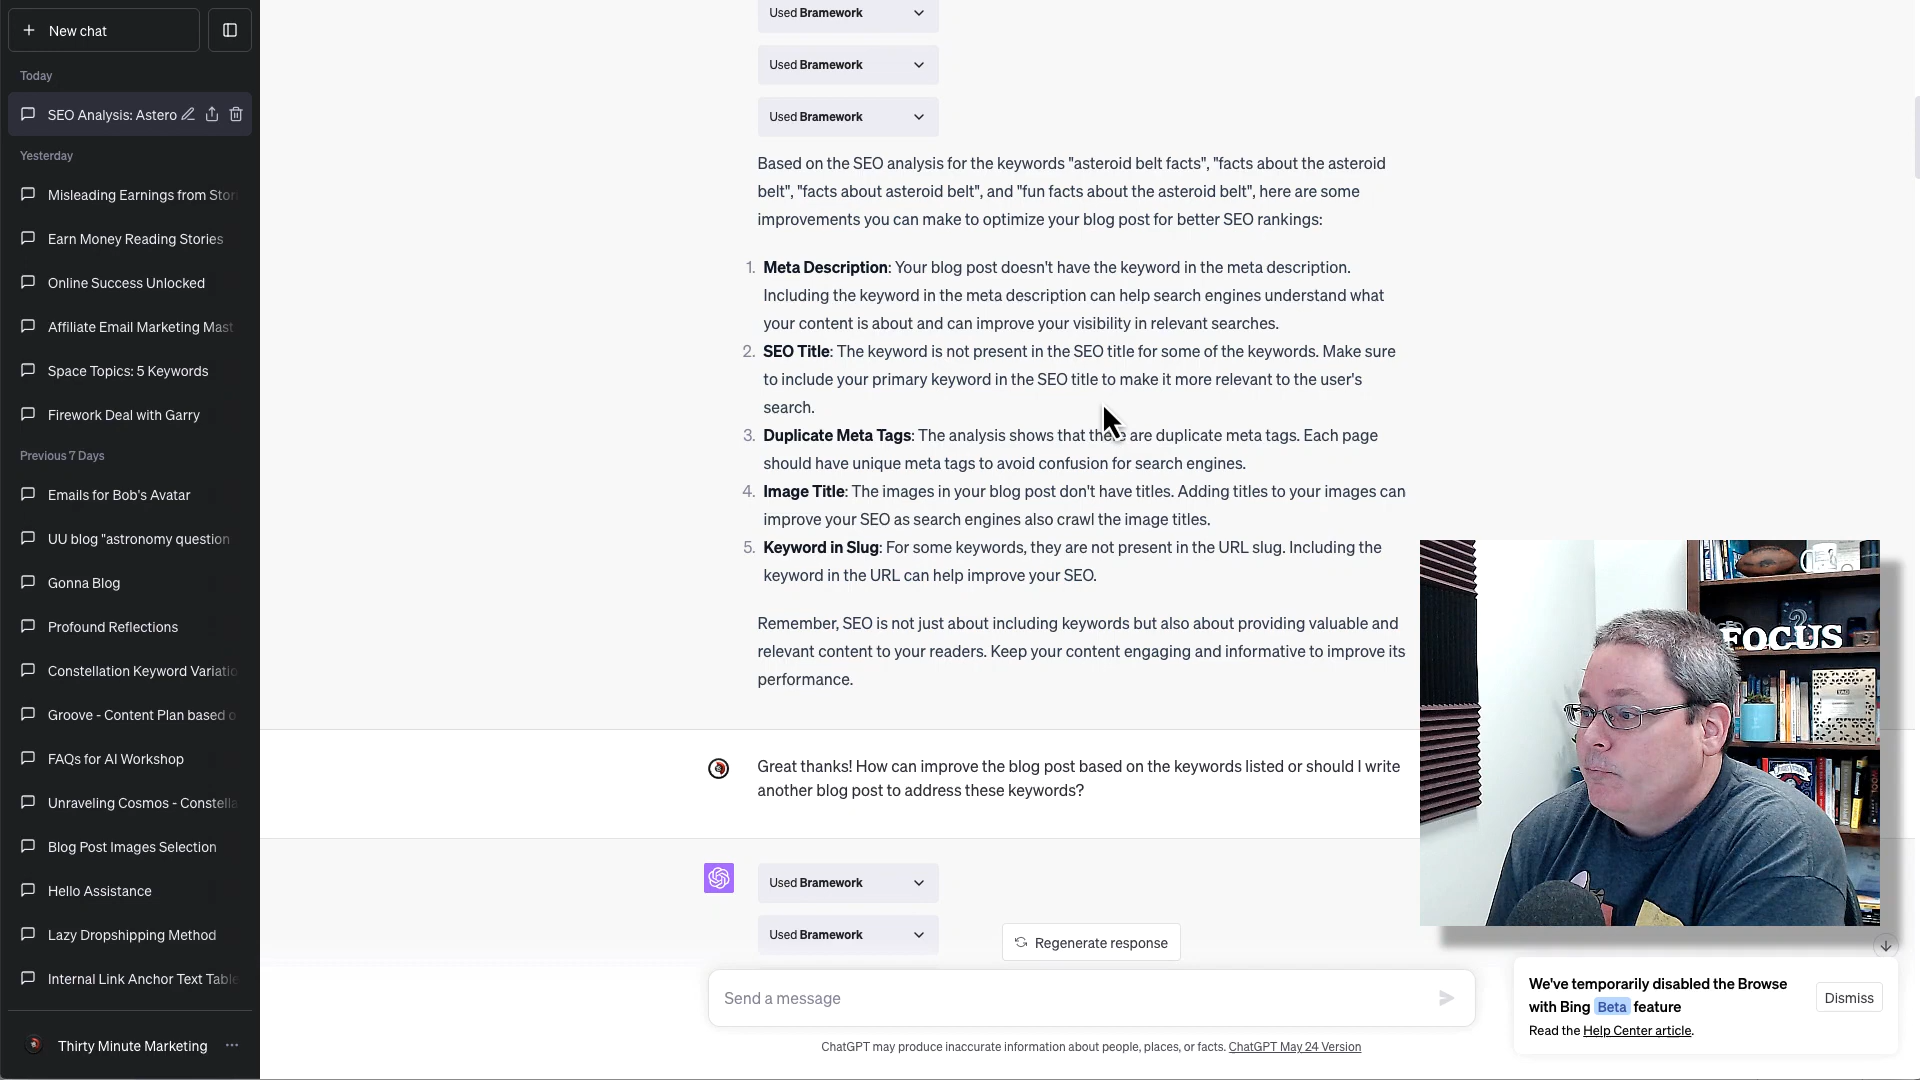 New chat
Today
SEO Analysis: Astero
Yesterday
Misleading Earnings from Stori
Earn Money Reading Stories
Online Success Unlocked
Affiliate Email Marketing Mast
Space Topics: 5 Keywords
Firework Deal with Garry
Previous 7 Days
Emails for Bob's Avatar
UU blog "astronomy question
Gonna Blog
Profound Reflections
Constellation Keyword Variatio
Groove - Content Plan based o
FAQs for AI Workshop
Unraveling Cosmos - Constella
Blog Post Images Selection
Hello Assistance
Lazy Dropshipping Method
Internal Link Anchor Text Table
Thirty Minute Marketing
Used Bramework
Used Bramework
Used Bramework
Based on the SEO analysis for the keywords "asteroid belt facts", "facts about the asteroid
belt", "facts about asteroid belt", and "fun facts about the asteroid belt", here are some
improvements you can make to optimize your blog post for better SEO rankings:
1. Meta Description: Your blog post doesn't have the keyword in the meta description.
Including the keyword in the meta description can help search engines understand what
your content is about and can improve your visibility in relevant searches.
2. SEO Title: The keyword is not present in the SEO title for some of the keywords. Make sure
to include your primary keyword in the SEO title to make it more relevant to the user's
search.
3. Duplicate Meta Tags: The analysis shows that there are duplicate meta tags. Each page
should have unique meta tags to avoid confusion for search engines.
4. Image Title: The images in your blog post don't have titles. Adding titles to your images can
improve your SEO as search engines also crawl the image titles.
5. Keyword in Slug: For some keywords, they are not present in the URL slug. Including the
keyword in the URL can help improve your SEO.
Remember, SEO is not just about including keywords but also about providing valuable and
relevant content to your readers. Keep your content engaging and informative to improve its
performance.
Great thanks! How can improve the blog post based on the keywords listed or should I write
another blog post to address these keywords?
Used Bramework
Used Bramework
Regenerate response
Send a message
ChatGPT may produce inaccurate information about people, places, or facts. ChatGPT May 24 Version
FOCUS
We've temporarily disabled the Browse
with Bing Beta feature
Read the Help Center article.
Dismiss